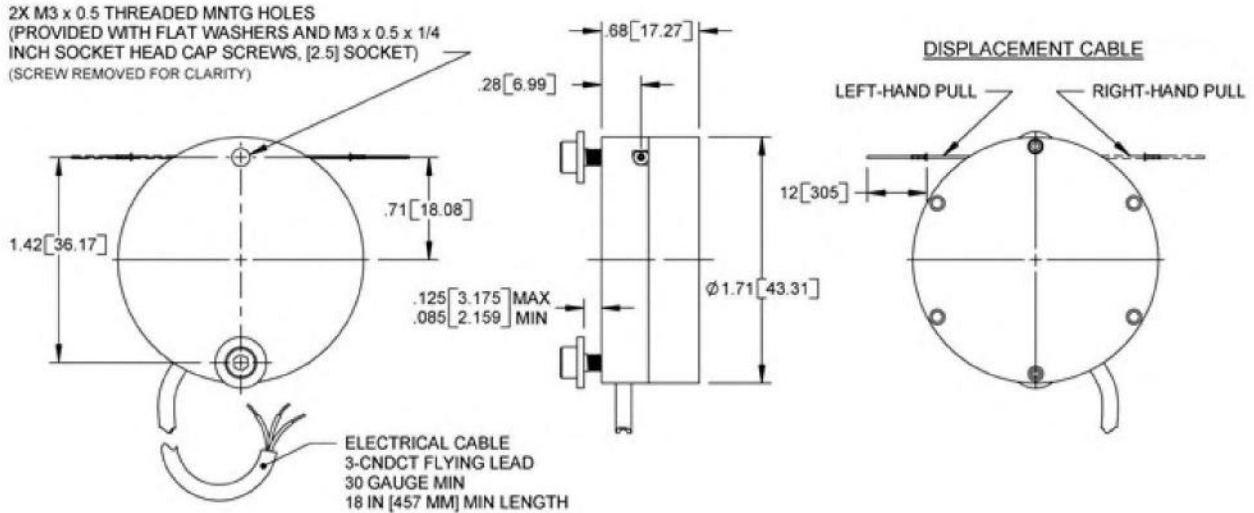 2X M3 x 0.5 THREADED MNTG HOLES
(PROVIDED WITH FLAT WASHERS AND M3 x 0.5 x 1/4
INCH SOCKET HEAD CAP SCREWS, [2.5] SOCKET)
(SCREW REMOVED FOR CLARITY)
.68[17.27]
.28[6.99]
DISPLACEMENT CABLE
LEFT-HAND PULL
RIGHT-HAND PULL
12[305]
.71[18.08]
1.42[36.17]
.125[3.175] MAX
.085[2.159] MIN
Ø1.71[43.31]
ELECTRICAL CABLE
3-CNDCT FLYING LEAD
30 GAUGE MIN
18 IN [457 MM] MIN LENGTH